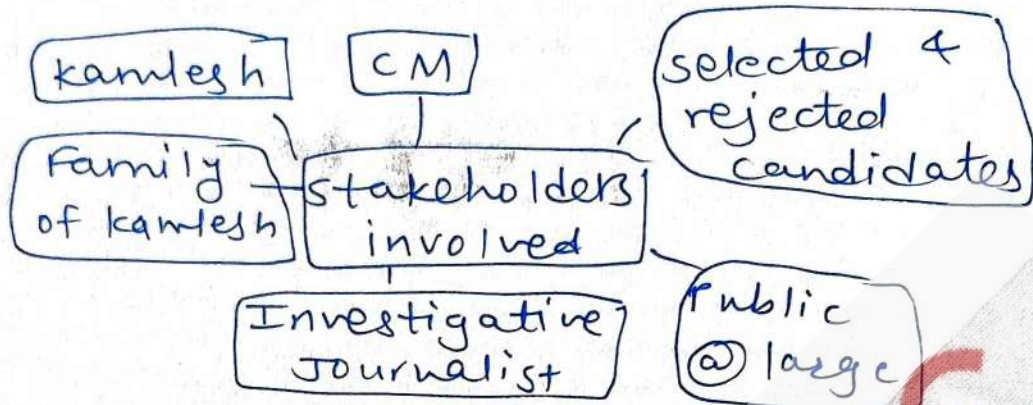 Kamlesh
CM
selected &
rejected
candidates
Family
of kamlesh
stakeholders
involved
Investigative
Journalist
Public
@ large